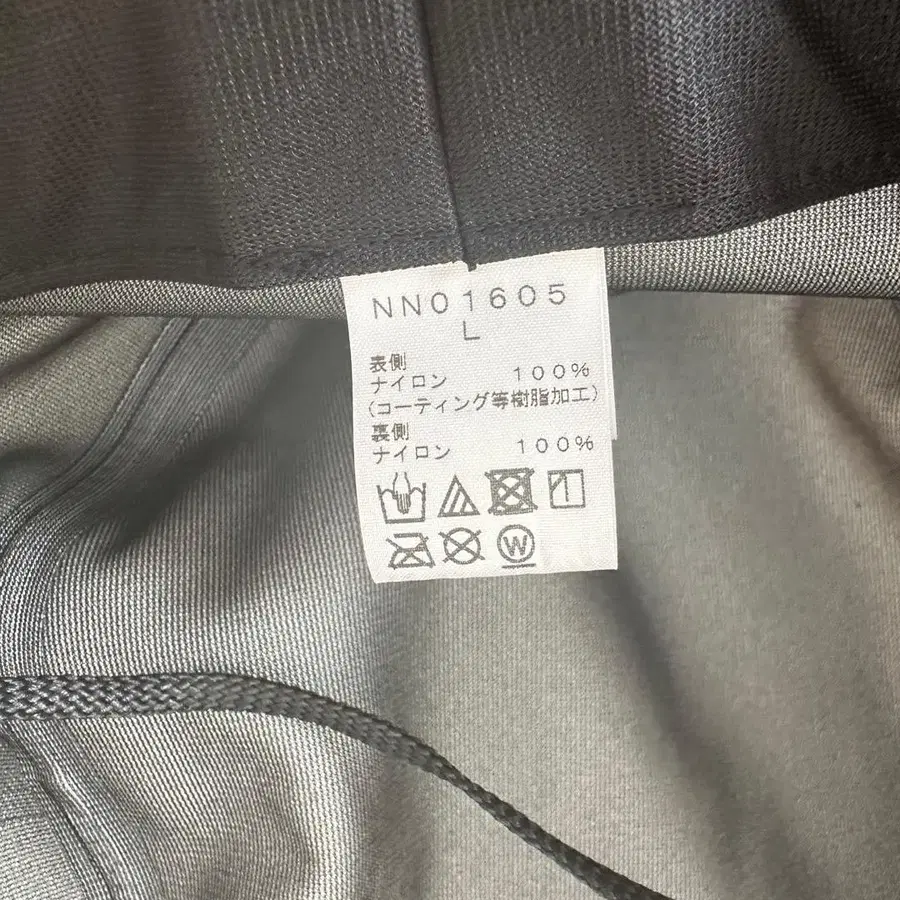 NN01605
L
表側
ナイロン 100%
(コーティング等樹脂加工)
裏側
ナイロン 100%
W